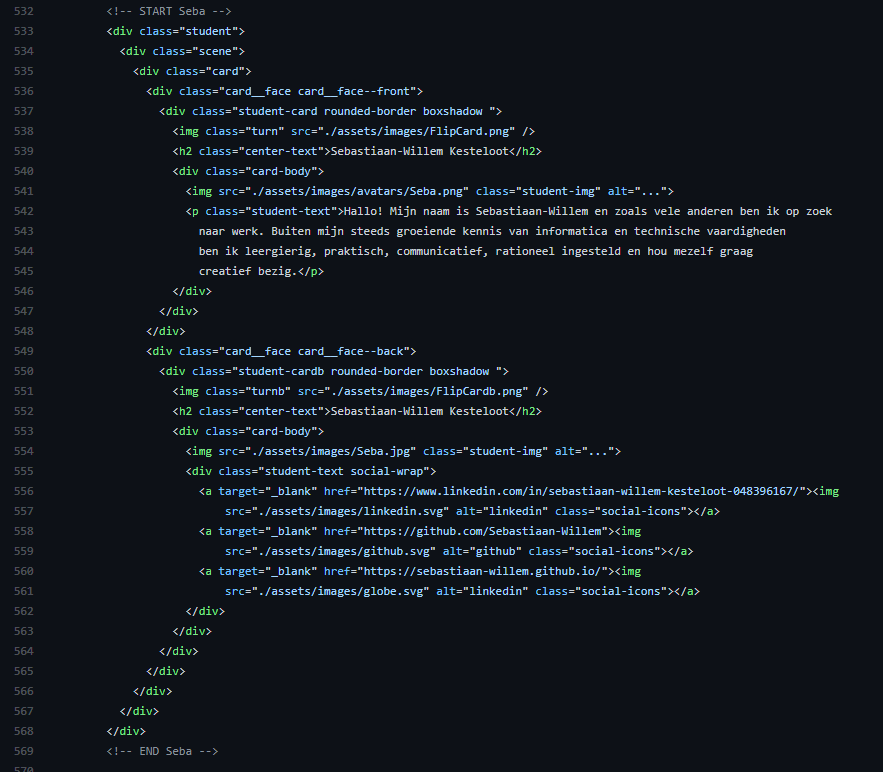 532 <!-- START Seba -->
533 <div class="student">
534 <div class="scene">
535 <div class="card">
536 <div class="card__face card__face--front">
537 <div class="student-card rounded-border boxshadow ">
538 <img class="turn" src="./assets/images/FlipCard.png" />
539 <h2 class="center-text">Sebastiaan-Willem Kesteloot</h2>
540 <div class="card-body">
541 <img src="./assets/images/avatars/Seba.png" class="student-img" alt="...">
542 <p class="student-text">Hallo! Mijn naam is Sebastiaan-Willem en zoals vele anderen ben ik op zoek
543 naar werk. Buiten mijn steeds groeiende kennis van informatica en technische vaardigheden
544 ben ik leergierig, praktisch, communicatief, rationeel ingesteld en hou mezelf graag
545 creatief bezig.</p>
546 </div>
547 </div>
548 </div>
549 <div class="card__face card__face--back">
550 <div class="student-cardb rounded-border boxshadow ">
551 <img class="turnb" src="./assets/images/FlipCardb.png" />
552 <h2 class="center-text">Sebastiaan-Willem Kesteloot</h2>
553 <div class="card-body">
554 <img src="./assets/images/Seba.jpg" class="student-img" alt="...">
555 <div class="student-text social-wrap">
556 <a target="_blank" href="https://www.linkedin.com/in/sebastiaan-willem-kesteloot-048396167/"><img
557 src="./assets/images/linkedin.svg" alt="linkedin" class="social-icons"></a>
558 <a target="_blank" href="https://github.com/Sebastiaan-Willem"><img
559 src="./assets/images/github.svg" alt="github" class="social-icons"></a>
560 <a target="_blank" href="https://sebastiaan-willem.github.io/"><img
561 src="./assets/images/globe.svg" alt="linkedin" class="social-icons"></a>
562 </div>
563 </div>
564 </div>
565 </div>
566 </div>
567 </div>
568 </div>
569 <!-- END Seba -->
570